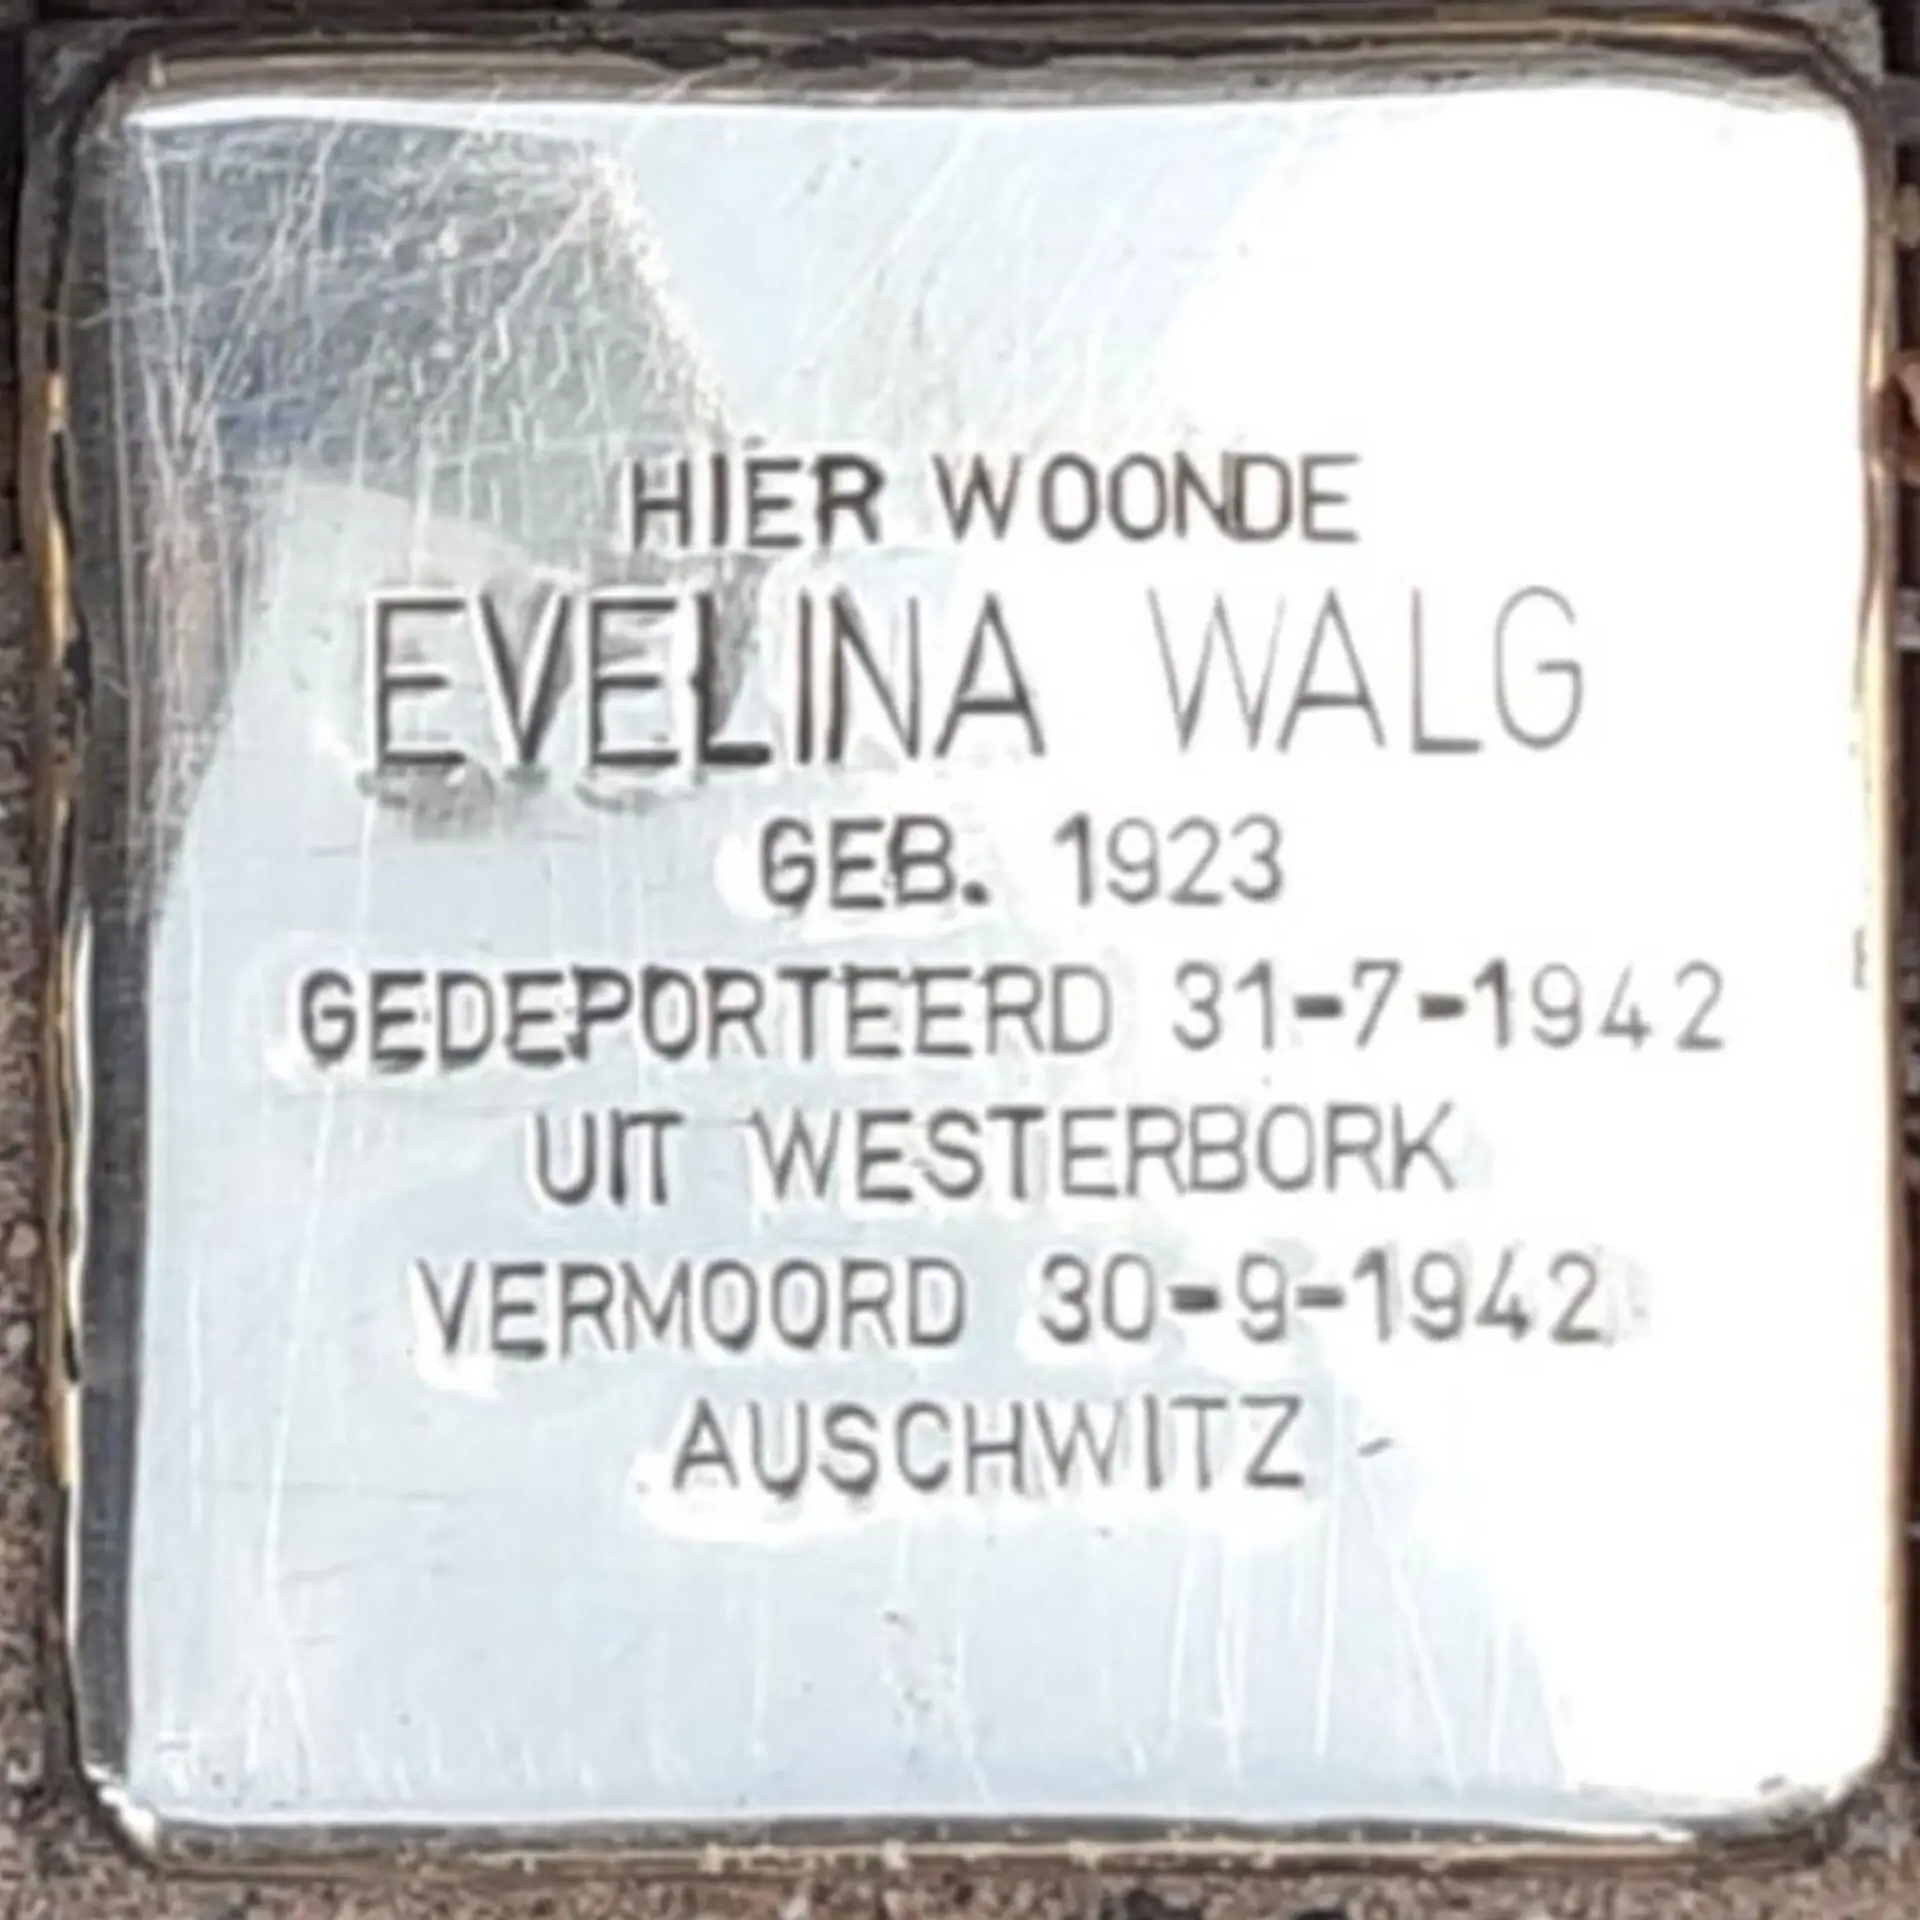 HIER WOONDE
EVELINA WALG
GEB. 1923
GEDEPORTEERD 31-7-1942
UIT WESTERBORK
VERMOORD 30-9-1942
AUSCHWITZ